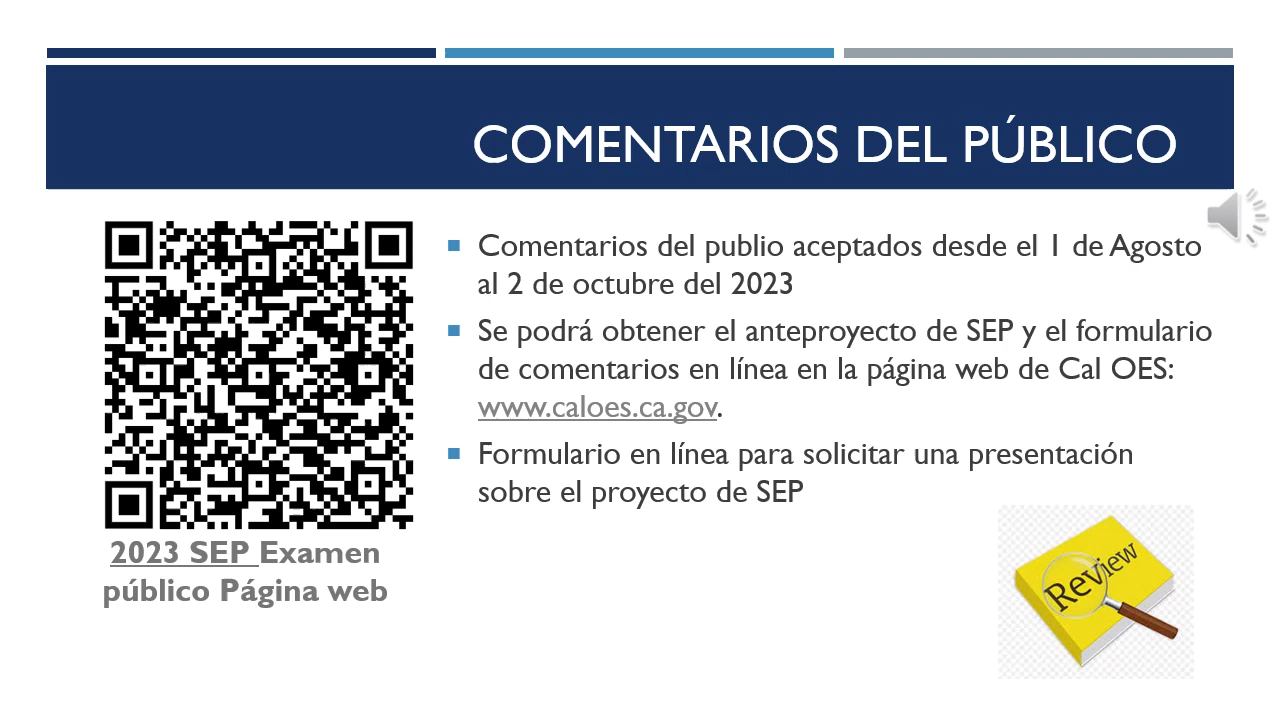 COMENTARIOS DEL PÚBLICO
Comentarios del publio aceptados desde el 1 de Agosto
al 2 de octubre del 2023
Se podrá obtener el anteproyecto de SEP y el formulario
de comentarios en línea en la página web de Cal OES:
www.caloes.ca.gov.
Formulario en línea para solicitar una presentación
sobre el proyecto de SEP
2023 SEP Examen
público Página web
Review